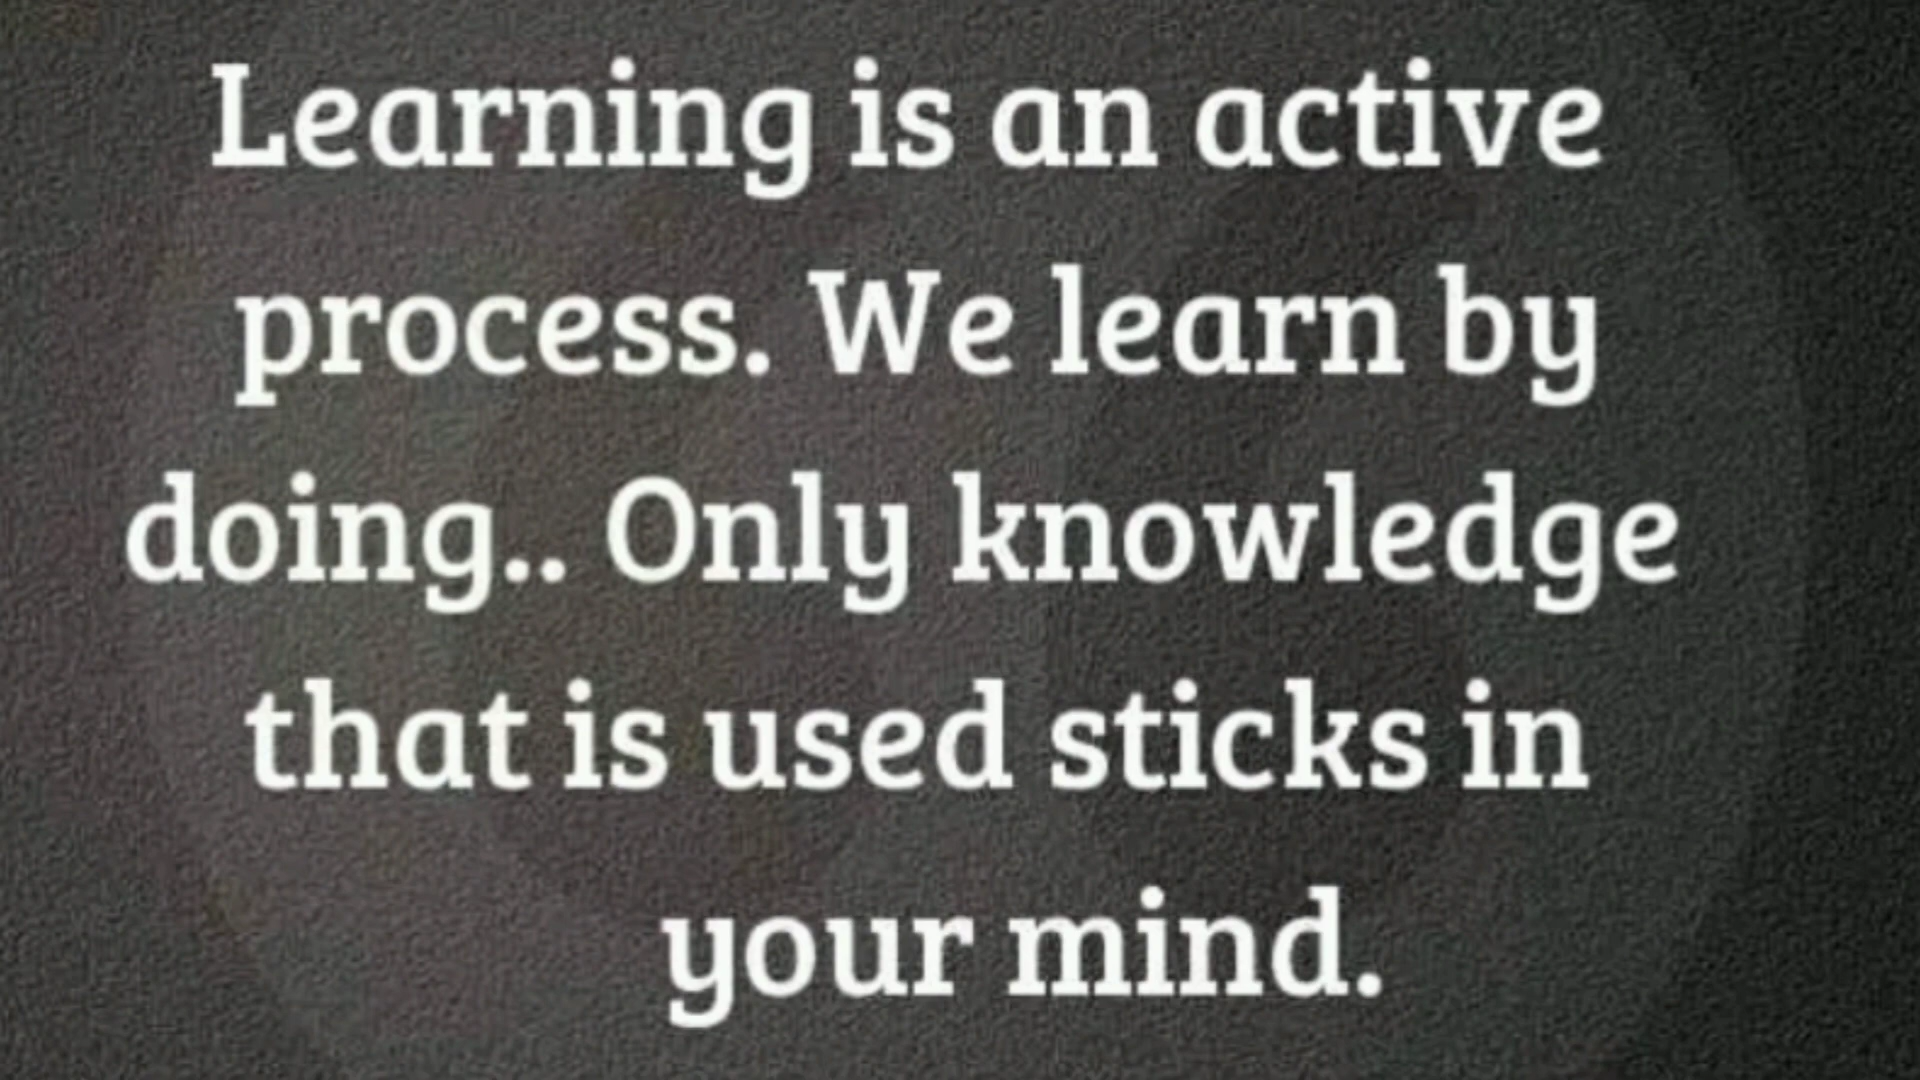 Learning is an active
process. We learn by
doing.. Only knowledge
that is used sticks in
your mind.